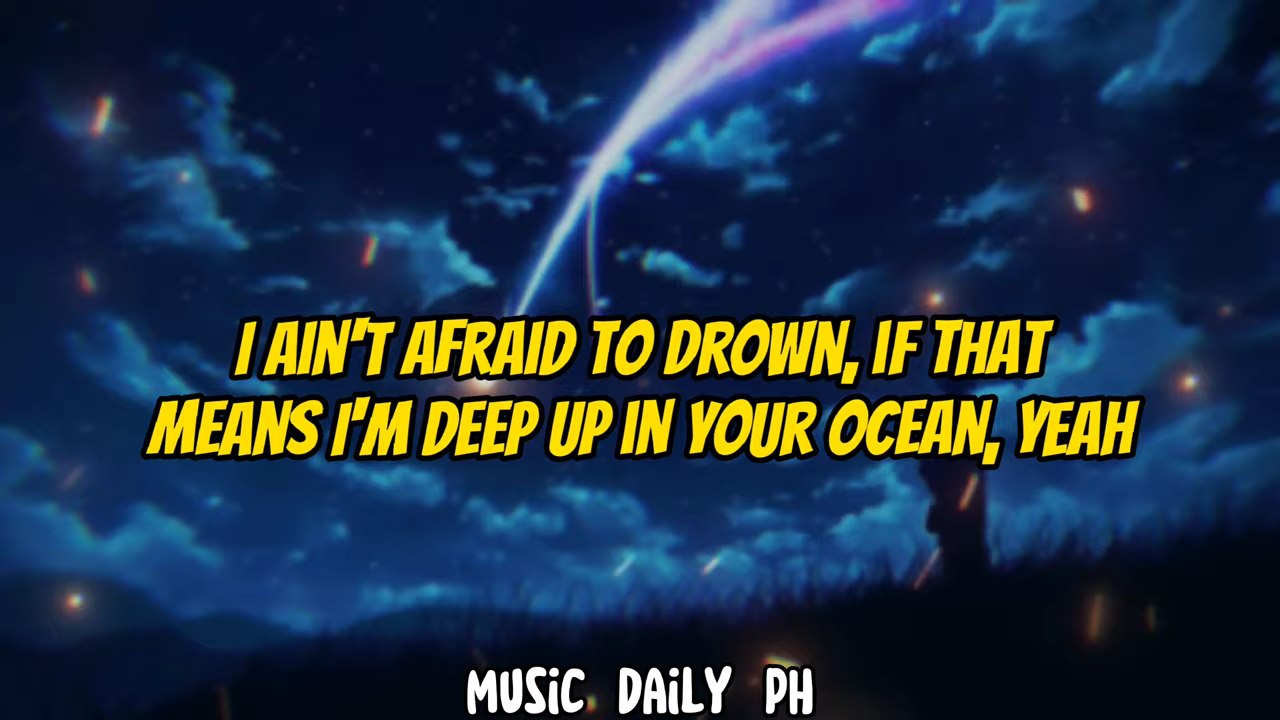 I AIN'T AFRAID TO DROWN, IF THAT
MEANS I'M DEEP UP IN YOUR OCEAN, YEAH
MUSiC DAiLY PH